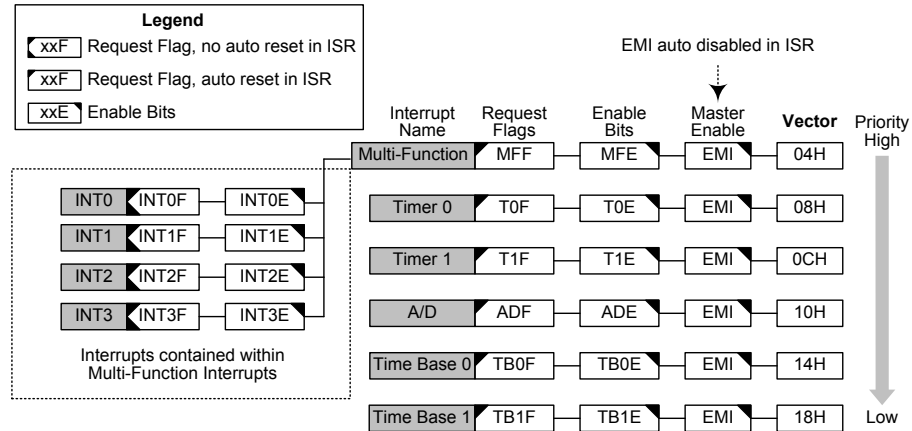 Legend
xxF Request Flag, no auto reset in ISR
xxF Request Flag, auto reset in ISR
xxE Enable Bits
EMI auto disabled in ISR
Interrupt Name
Request Flags
Enable Bits
Master Enable
Vector
Priority
High
Multi-Function MFF MFE EMI 04H
INT0 INT0F INT0E
INT1 INT1F INT1E
INT2 INT2F INT2E
INT3 INT3F INT3E
Interrupts contained within
Multi-Function Interrupts
Timer 0 T0F T0E EMI 08H
Timer 1 T1F T1E EMI 0CH
A/D ADF ADE EMI 10H
Time Base 0 TB0F TB0E EMI 14H
Time Base 1 TB1F TB1E EMI 18H
Low